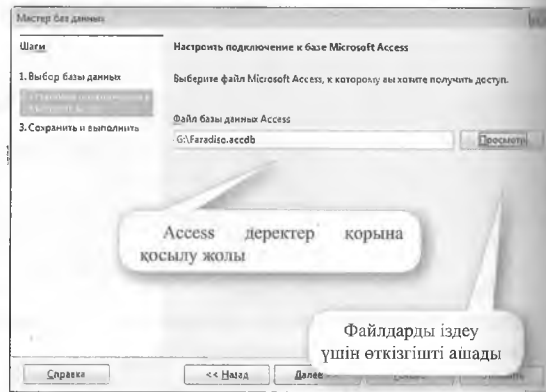 Мастер баз данных
Шаги
Настроить подключение к базе Microsoft Access
1. Выбор базы данных
Выберите файл Microsoft Access, к которому вы хотите получить доступ.
3. Сохранить и выполнить
Файл базы данных Access
G:\Faradiso.accdb
Просмотр
Access деректер қорына
қосылу жолы
Файлдарды іздеу
үшін өткізгішті ашады
Справка
<< Назад
Далее